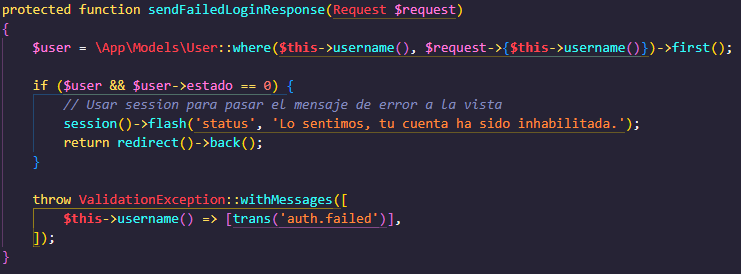 protected function sendFailedLoginResponse(Request $request)
{
    $user = \App\Models\User::where($this->username(), $request->{$this->username()})->first();

    if ($user && $user->estado == 0) {
        // Usar session para pasar el mensaje de error a la vista
        session()->flash('status', 'Lo sentimos, tu cuenta ha sido inhabilitada.');
        return redirect()->back();
    }

    throw ValidationException::withMessages([
        $this->username() => [trans('auth.failed')],
    ]);
}